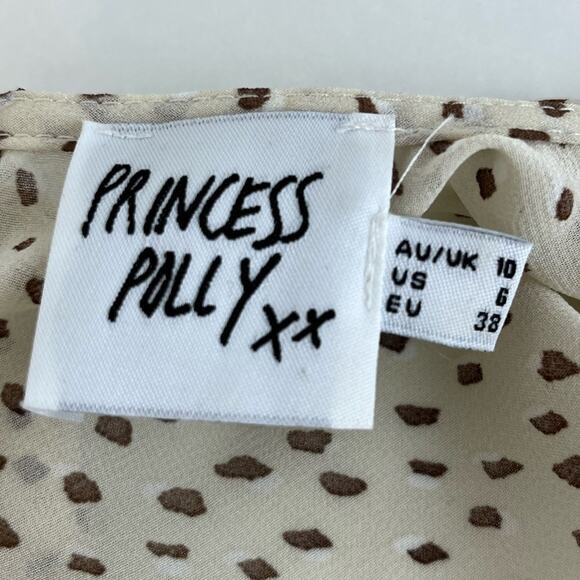 PRINCESS
POLLY xx
AU/UK 10
US 6
EU 38